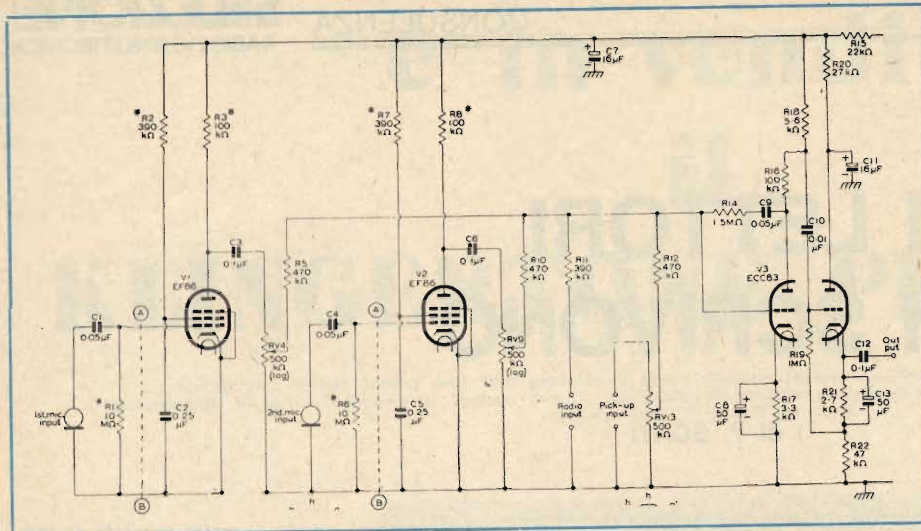 CONSULENZA
C7
16µF
R15
22kΩ
R20
27kΩ
*R2
390
kΩ
R3*
100
kΩ
*R7
390
kΩ
R8*
100
kΩ
R18
5·6
kΩ
R16
100
kΩ
C11
16µF
R14
1·5MΩ
C9
0·05µF
C10
0·01
µF
C3
0·1µF
R5
470
kΩ
C6
0·1µF
R10
470
kΩ
R11
390
kΩ
R12
470
kΩ
V3
ECC83
V1
EF86
V2
EF86
A
A
C1
0·05µF
RV4
500
kΩ
(log)
C4
0·05µF
RV9
500
kΩ
(log)
R19
1MΩ
C12
0·1µF
Out
put
*R1
10
MΩ
C2
0·25
µF
1st.mic
input
2nd.mic
input
*R6
10
MΩ
C5
0·25
µF
Radio
input
Pick-up
input
RV13
500
kΩ
C8
50
µF
R17
3·3
kΩ
R21
2·7
kΩ
C13
50
µF
R22
47
kΩ
B
B
h
h